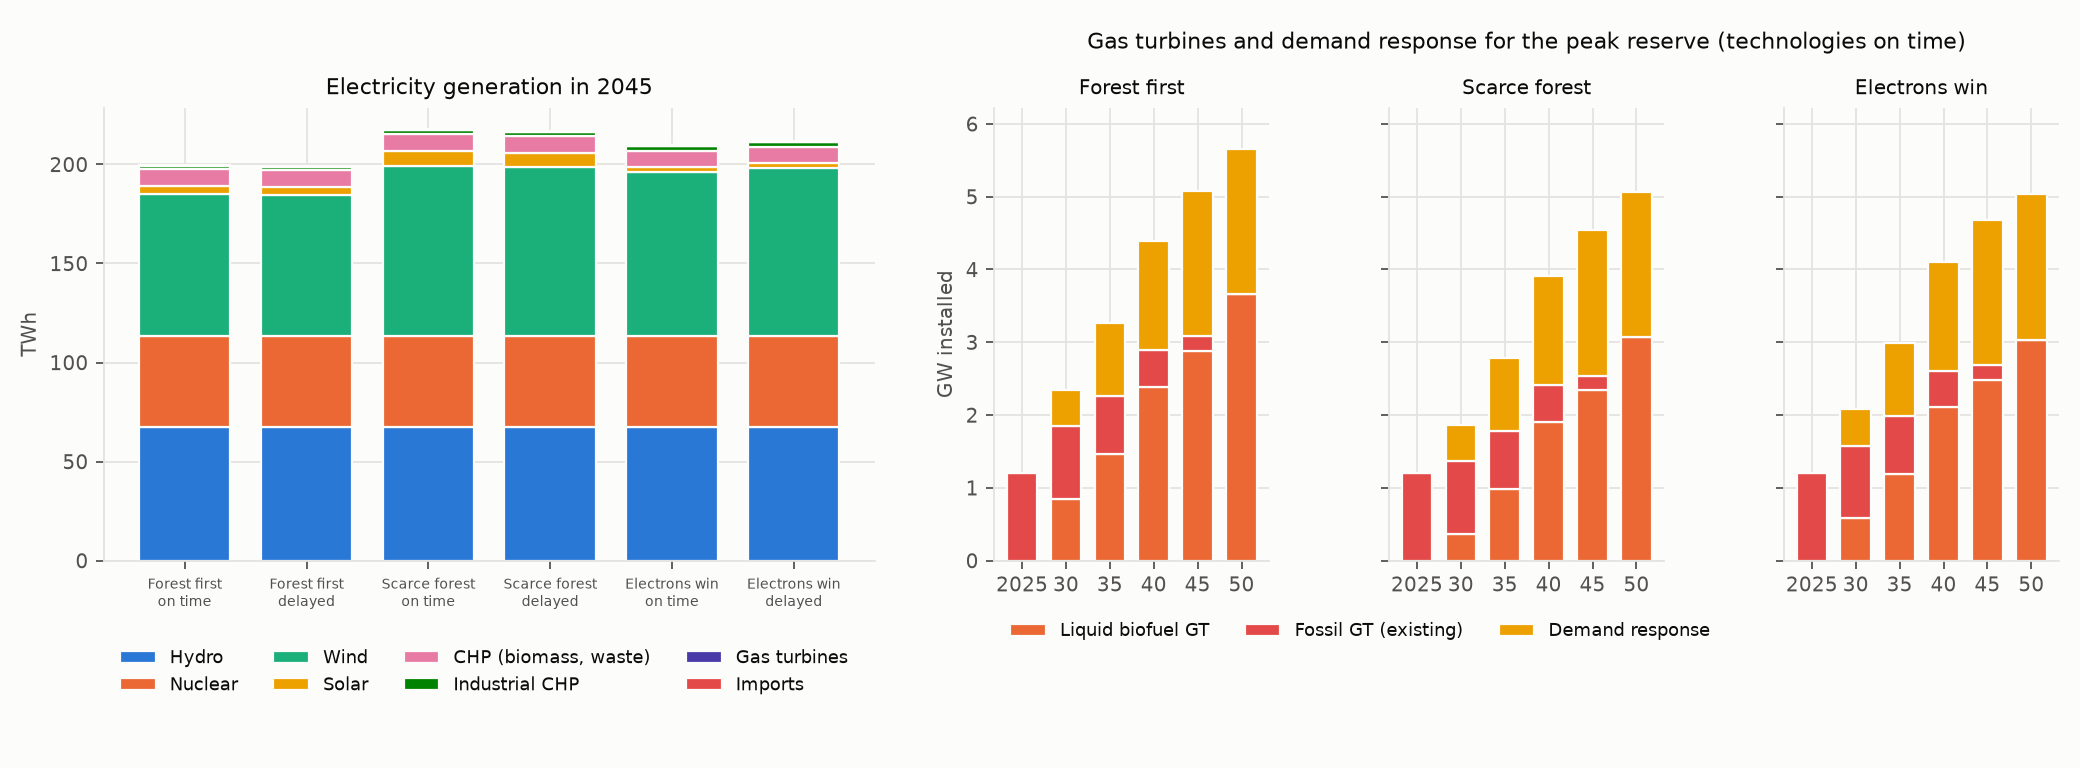 Electricity generation in 2045
TWh
200
150
100
50
0
Forest first
on time
Forest first
delayed
Scarce forest
on time
Scarce forest
delayed
Electrons win
on time
Electrons win
delayed
Hydro
Wind
CHP (biomass, waste)
Gas turbines
Nuclear
Solar
Industrial CHP
Imports
Gas turbines and demand response for the peak reserve (technologies on time)
Forest first
Scarce forest
Electrons win
GW installed
6
5
4
3
2
1
0
2025 30 35 40 45 50
2025 30 35 40 45 50
2025 30 35 40 45 50
Liquid biofuel GT
Fossil GT (existing)
Demand response